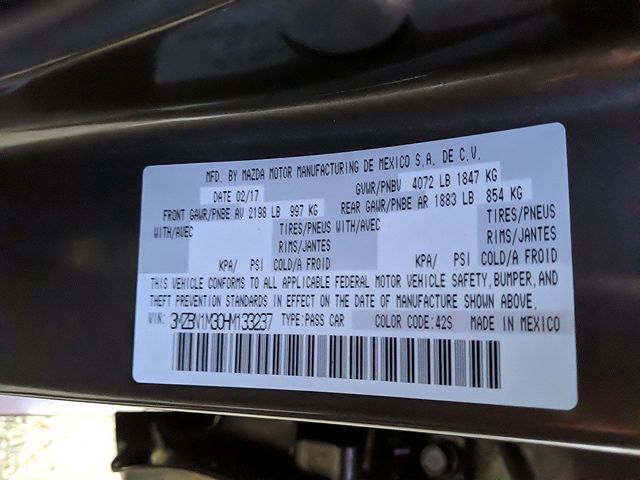 MFD. BY MAZDA MOTOR MANUFACTURING DE MEXICO S.A. DE C.V.
DATE 02/17 GVWR/PNBV 4072 LB 1847 KG
FRONT GAWR/PNBE AV 2198 LB 997 KG REAR GAWR/PNBE AR 1883 LB 854 KG
WITH/AVEC TIRES/PNEUS WITH/AVEC TIRES/PNEUS
RIMS/JANTES RIMS/JANTES
KPA/ PSI COLD/A FROID KPA/ PSI COLD/A FROID
THIS VEHICLE CONFORMS TO ALL APPLICABLE FEDERAL MOTOR VEHICLE SAFETY, BUMPER, AND
THEFT PREVENTION STANDARDS IN EFFECT ON THE DATE OF MANUFACTURE SHOWN ABOVE.
VIN: 3MZBN1M30HM133237 TYPE:PASS CAR COLOR CODE:42S MADE IN MEXICO